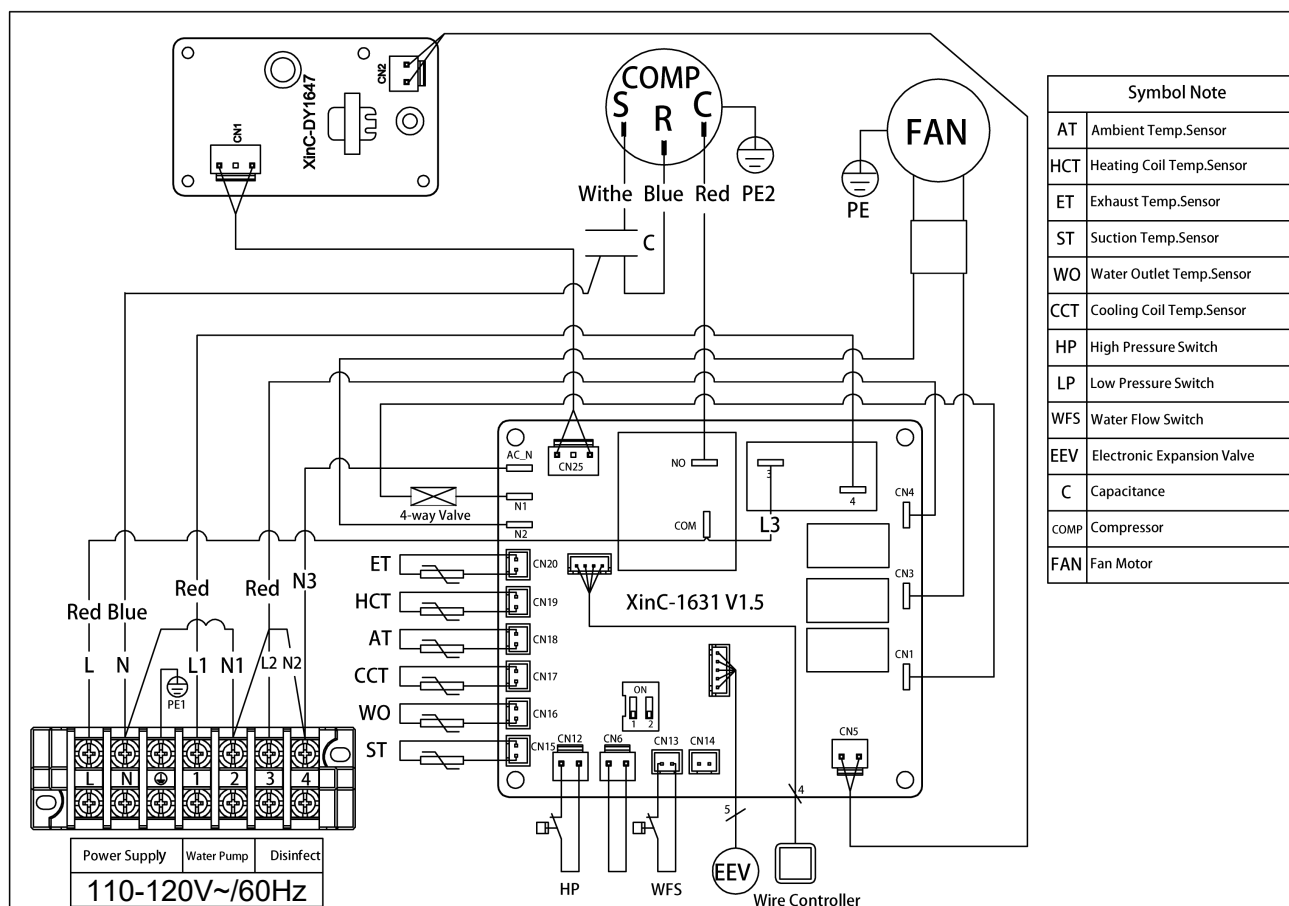 CN2
CN1
XinC-DY1647
COMP
S R C
FAN
Withe Blue Red PE2
PE
C
Symbol Note
AT Ambient Temp.Sensor
HCT Heating Coil Temp.Sensor
ET Exhaust Temp.Sensor
ST Suction Temp.Sensor
WO Water Outlet Temp.Sensor
CCT Cooling Coil Temp.Sensor
HP High Pressure Switch
LP Low Pressure Switch
WFS Water Flow Switch
EEV Electronic Expansion Valve
C Capacitance
COMP Compressor
FAN Fan Motor
AC_N
CN25
NO
3
4
CN4
N1
4-way Valve
N2
COM
L3
ET
CN20
HCT
CN19
XinC-1631 V1.5
CN3
AT
CN18
CCT
CN17
CN1
WO
CN16
ON
1 2
ST
CN15
CN12
CN6
CN13
CN14
CN5
Red Blue
Red
Red
N3
L N L1 N1 L2 N2
PE1
L N 1 2 3 4
Power Supply Water Pump Disinfect
110-120V~/60Hz
5
4
HP
WFS
EEV
Wire Controller